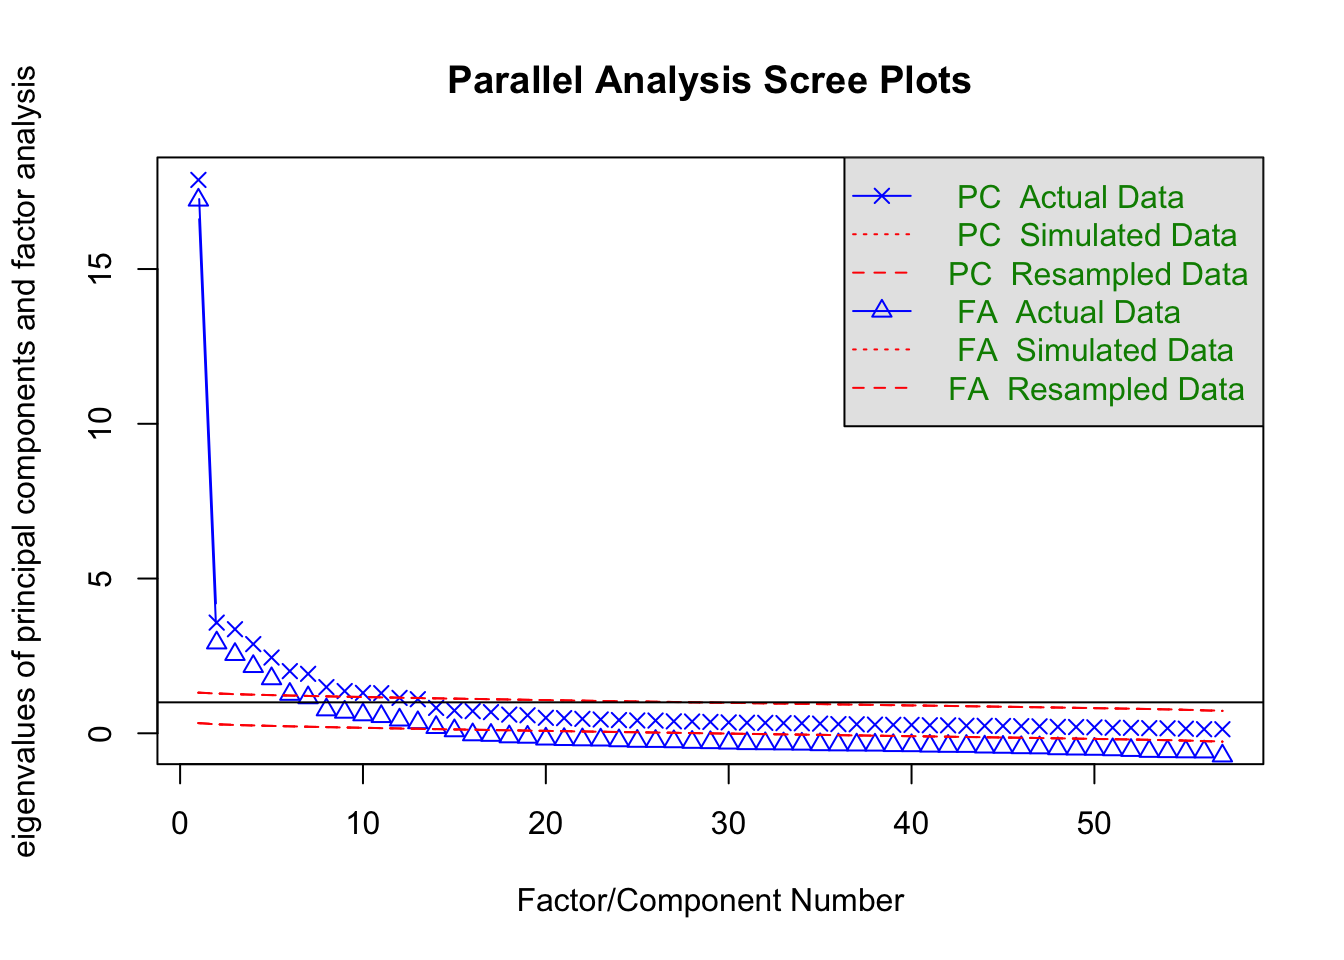 Parallel Analysis Scree Plots
eigenvalues of principal components and factor analysis
15
10
5
0
PC Actual Data
PC Simulated Data
PC Resampled Data
FA Actual Data
FA Simulated Data
FA Resampled Data
0 10 20 30 40 50
Factor/Component Number